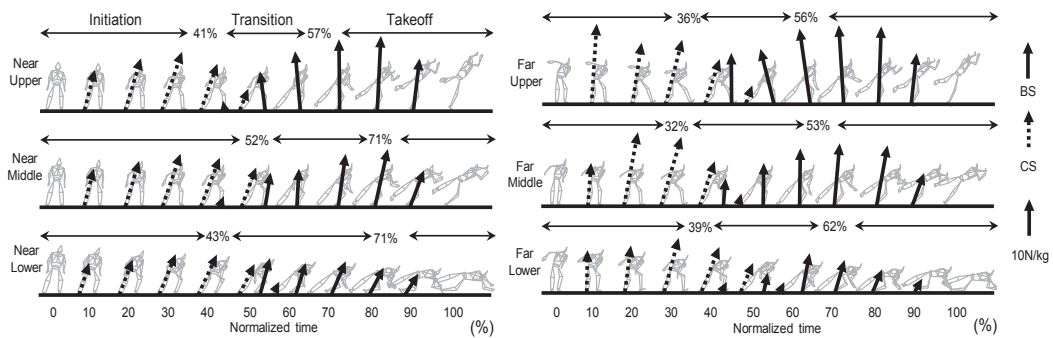 Initiation 41% Transition 57% Takeoff
Near
Upper
52% 71%
Near
Middle
43% 71%
Near
Lower
0 10 20 30 40 50 60 70 80 90 100
Normalized time (%)
36% 56%
Far
Upper
32% 53%
Far
Middle
39% 62%
Far
Lower
0 10 20 30 40 50 60 70 80 90 100
Normalized time (%)
BS
CS
10N/kg